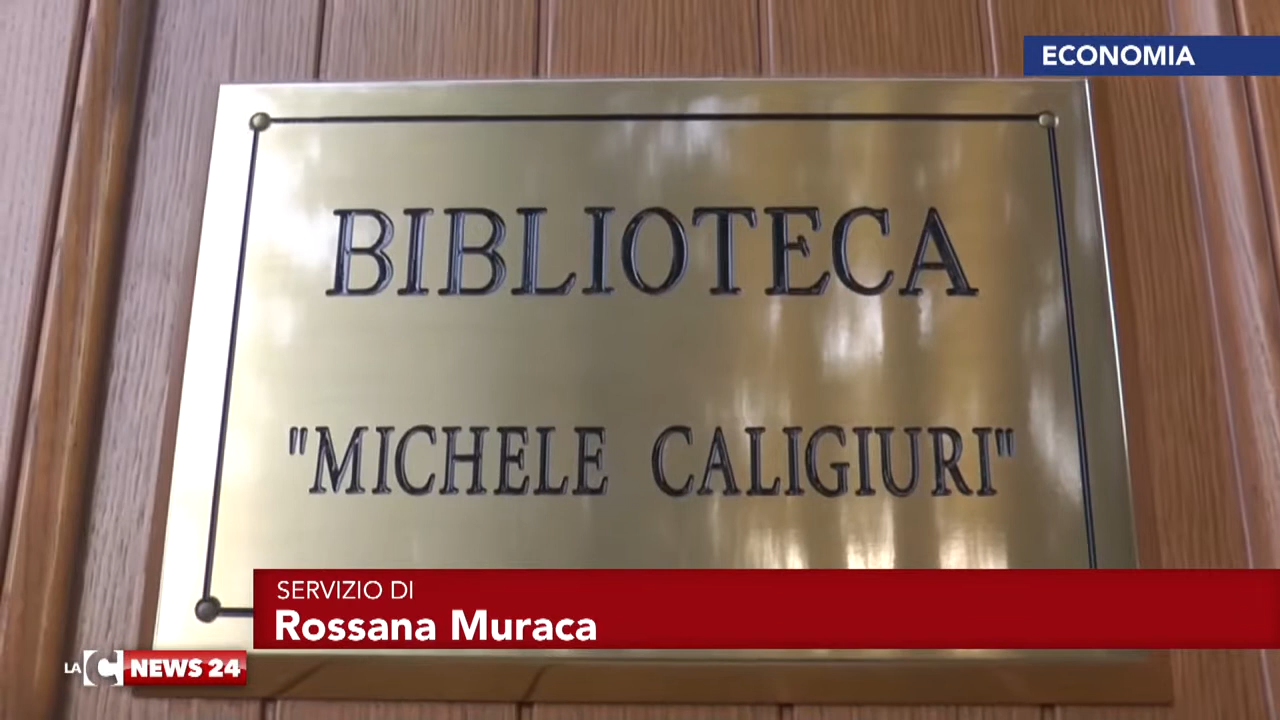 ECONOMIA
BIBLIOTECA
"MICHELE CALIGIURI"
SERVIZIO DI
Rossana Muraca
LA C NEWS 24